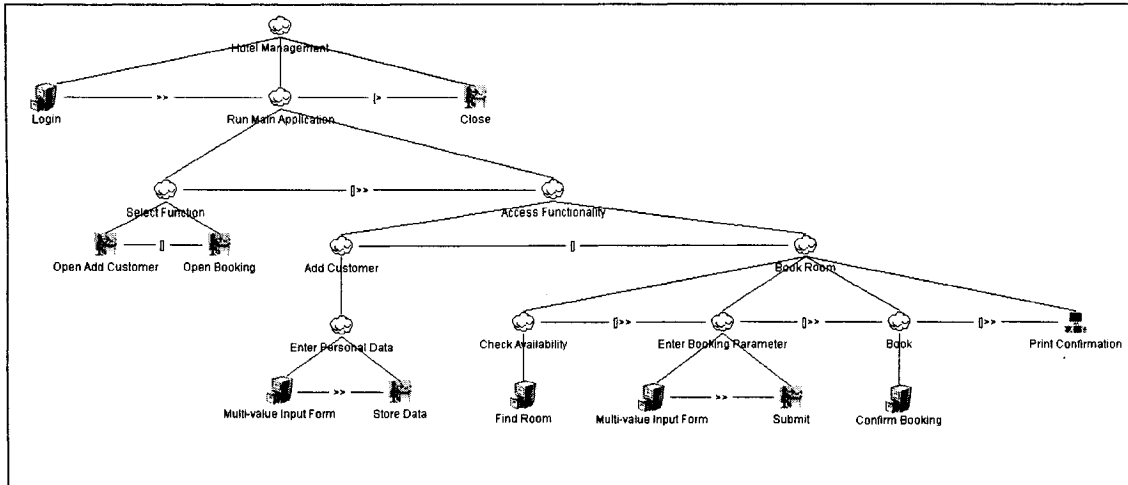 Hotel Management
>> [>
Login Run Main Application Close
[]>>
Select Function Access Functionality
[] []
Open Add Customer Open Booking Add Customer Book Room
[]>> []>> []>>
Enter Personal Data Check Availability Enter Booking Parameter Book Print Confirmation
>> >>
Multi-value Input Form Store Data Find Room Multi-value Input Form Submit Confirm Booking